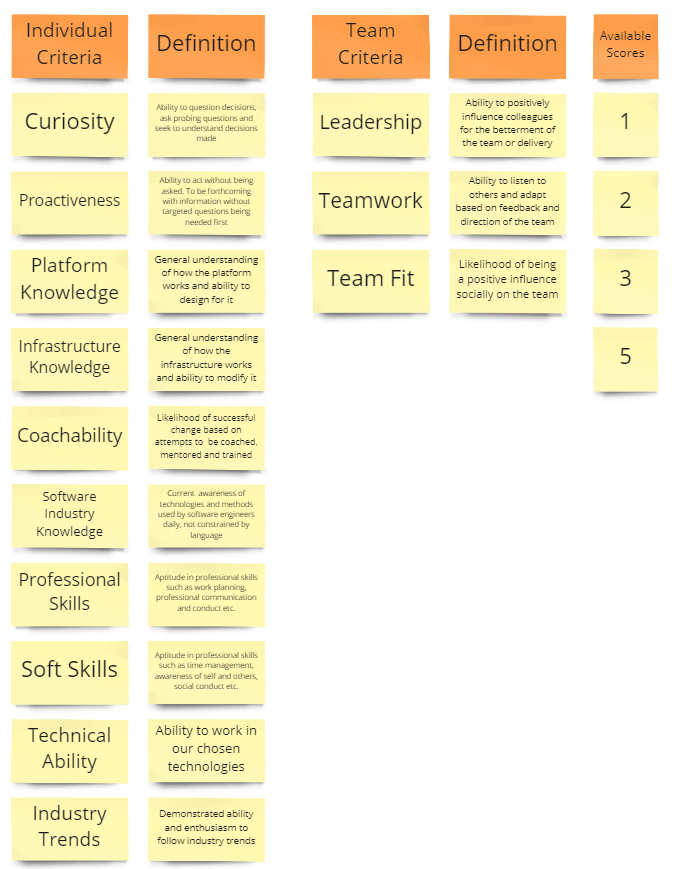 Individual
Criteria
Definition
Team
Criteria
Definition
Available
Scores
Curiosity
Ability to question decisions,
ask probing questions and
seek to understand decisions
made
Leadership
Ability to positively
influence colleagues
for the betterment of
the team or delivery
1
Proactiveness
Ability to act without being
asked. To be forthcoming
with information without
targeted questions being
needed first
Teamwork
Ability to listen to
others and adapt
based on feedback and
direction of the team
2
Platform
Knowledge
General understanding
of how the platform
works and ability to
design for it
Team Fit
Likelihood of being
a positive influence
socially on the team
3
Infrastructure
Knowledge
General understanding
of how the
infrastructure works
and ability to modify it
5
Coachability
Likelihood of successful
change based on
attempts to be coached,
mentored and trained
Software
Industry
Knowledge
Current awareness of
technologies and methods
used by software engineers
daily, not constrained by
language
Professional
Skills
Aptitude in professional skills
such as work planning,
professional communication
and conduct etc.
Soft Skills
Aptitude in professional skills
such as time management,
awareness of self and others,
social conduct etc.
Technical
Ability
Ability to work in
our chosen
technologies
Industry
Trends
Demonstrated ability
and enthusiasm to
follow industry trends